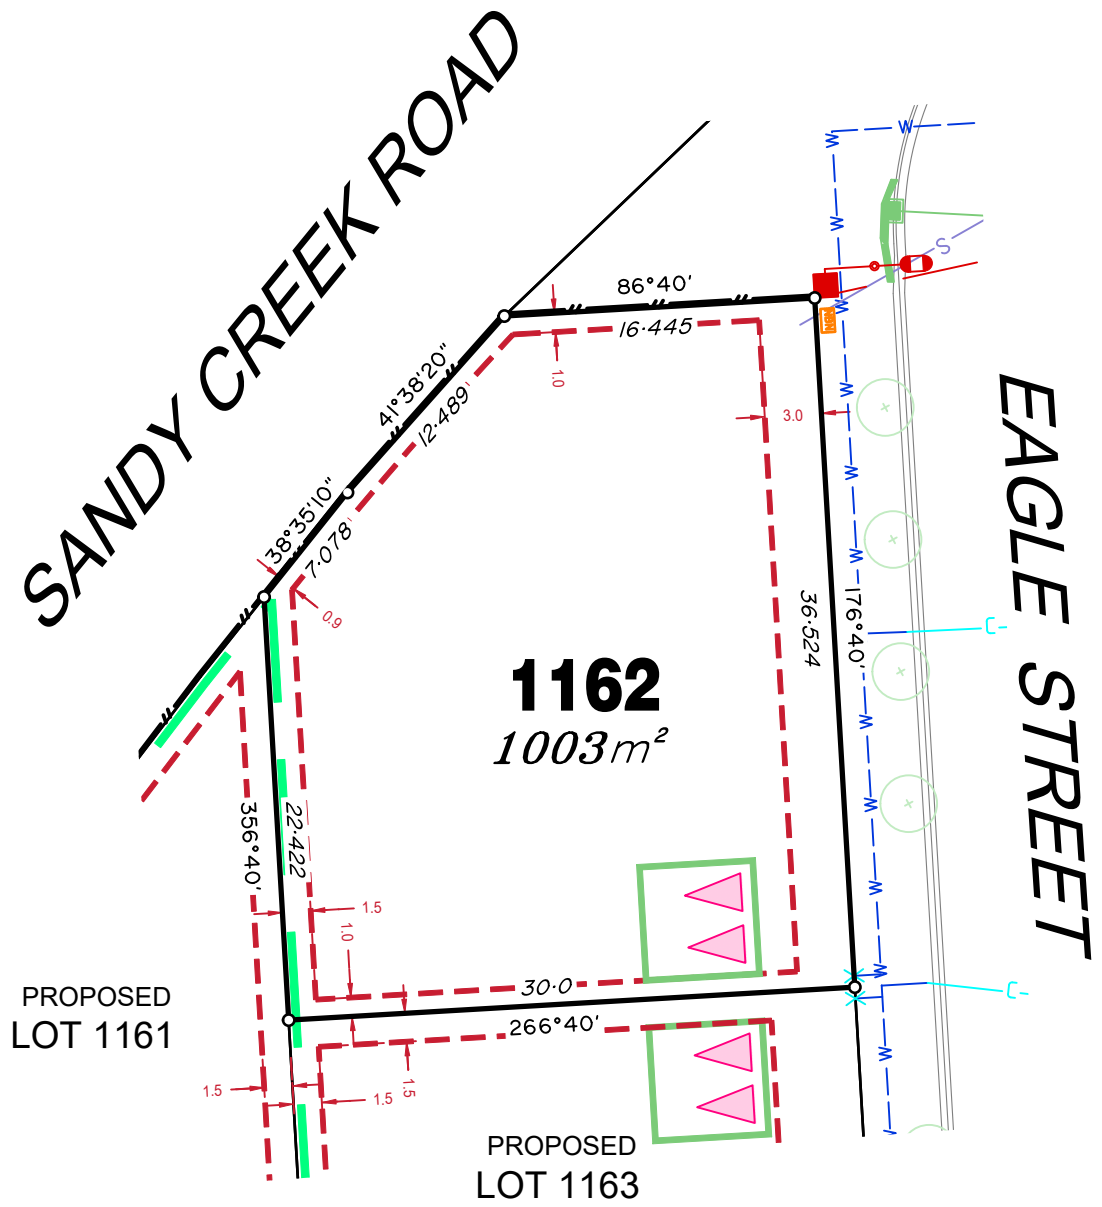 SANDY CREEK ROAD
W
W
W
S
86°40'
16·445
1.0
NBN
W
41°38'20"
12·489
W
3.0
EAGLE STREET
W
38°35'10"
7·078
W
0.9
36·524
176°40'
C-
W
1162
1003m²
W
W
356°40'
22·422
W
1.5
1.0
W
30·0
C-
PROPOSED
LOT 1161
266°40'
W
1.5
1.5
1.5
W
PROPOSED
LOT 1163